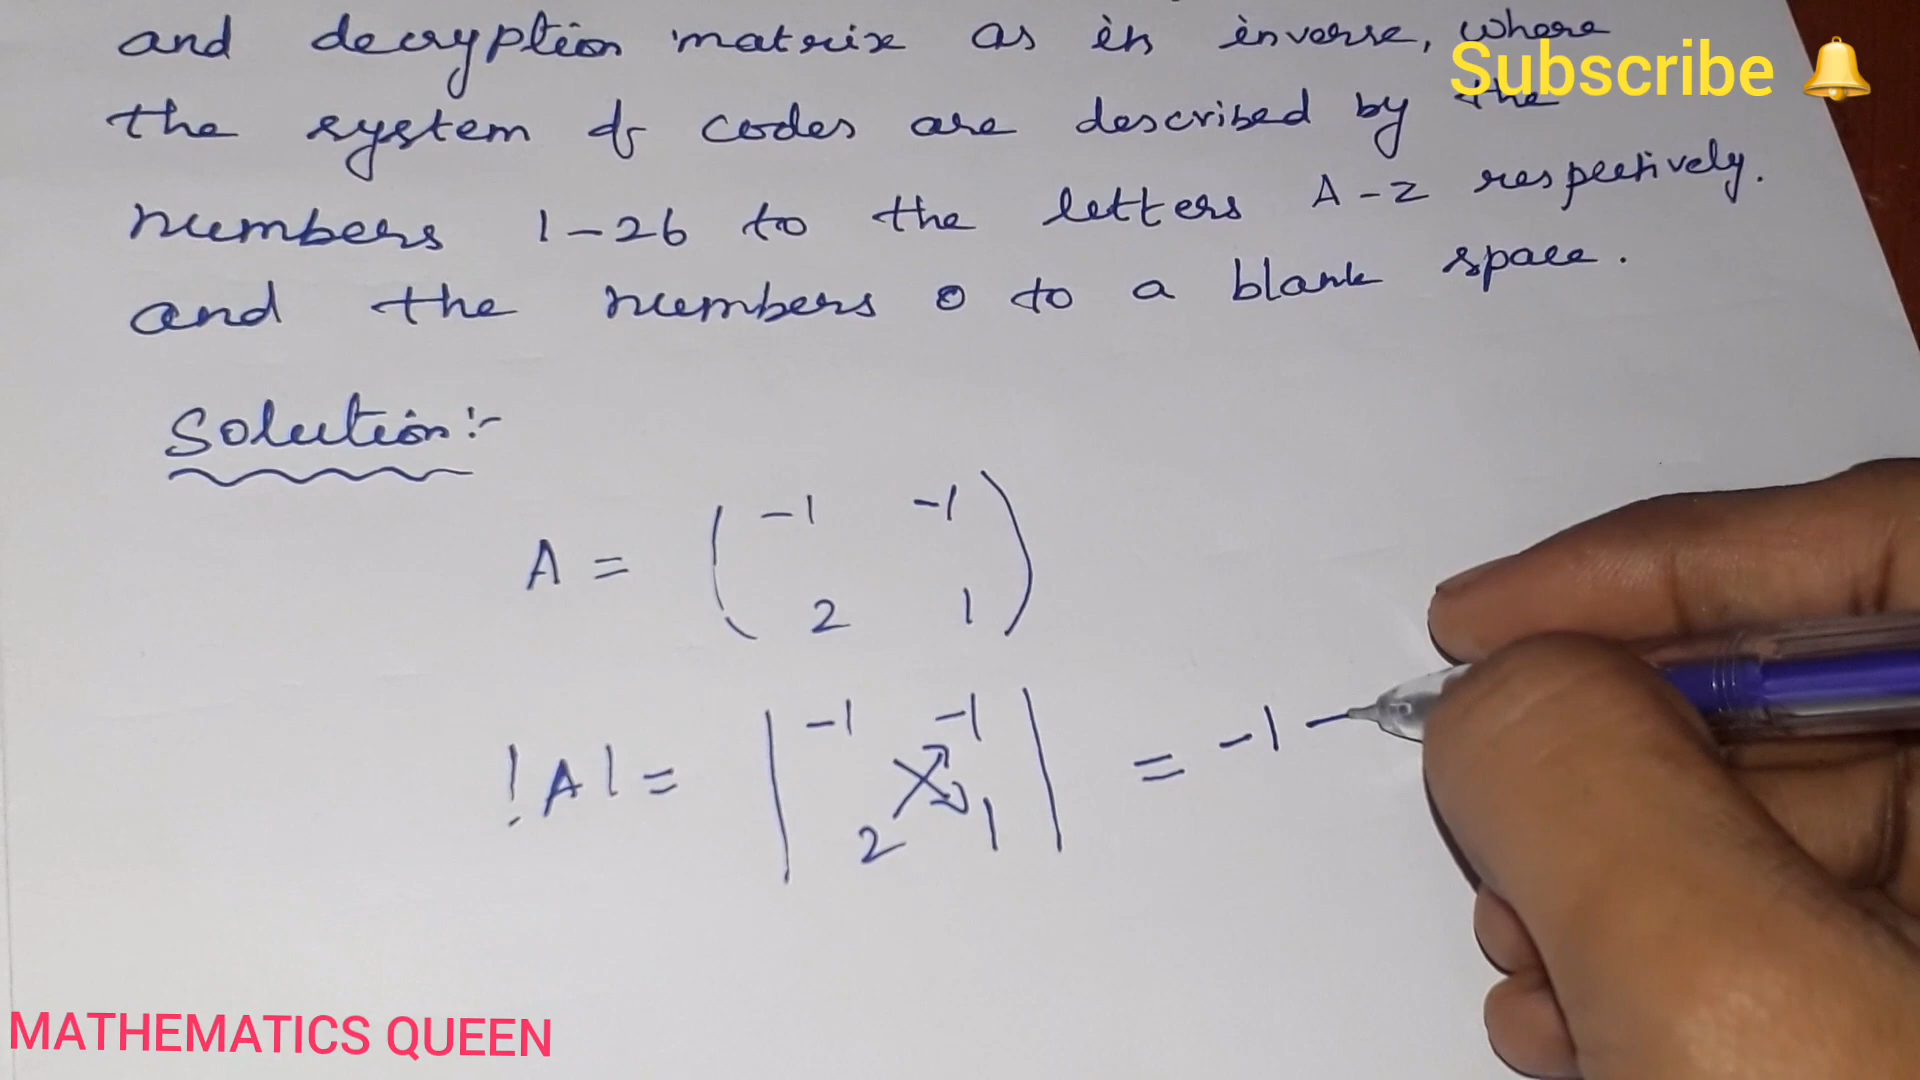 and decryption matrix as its inverse, where
Subscribe
the system of codes are described by the
numbers 1-26 to the letters A-Z respectively.
and the numbers 0 to a blank space.
Solution:-
A = ( -1 -1
2 1 )
|A| = | -1 -1
2 1 | = -1 -
MATHEMATICS QUEEN